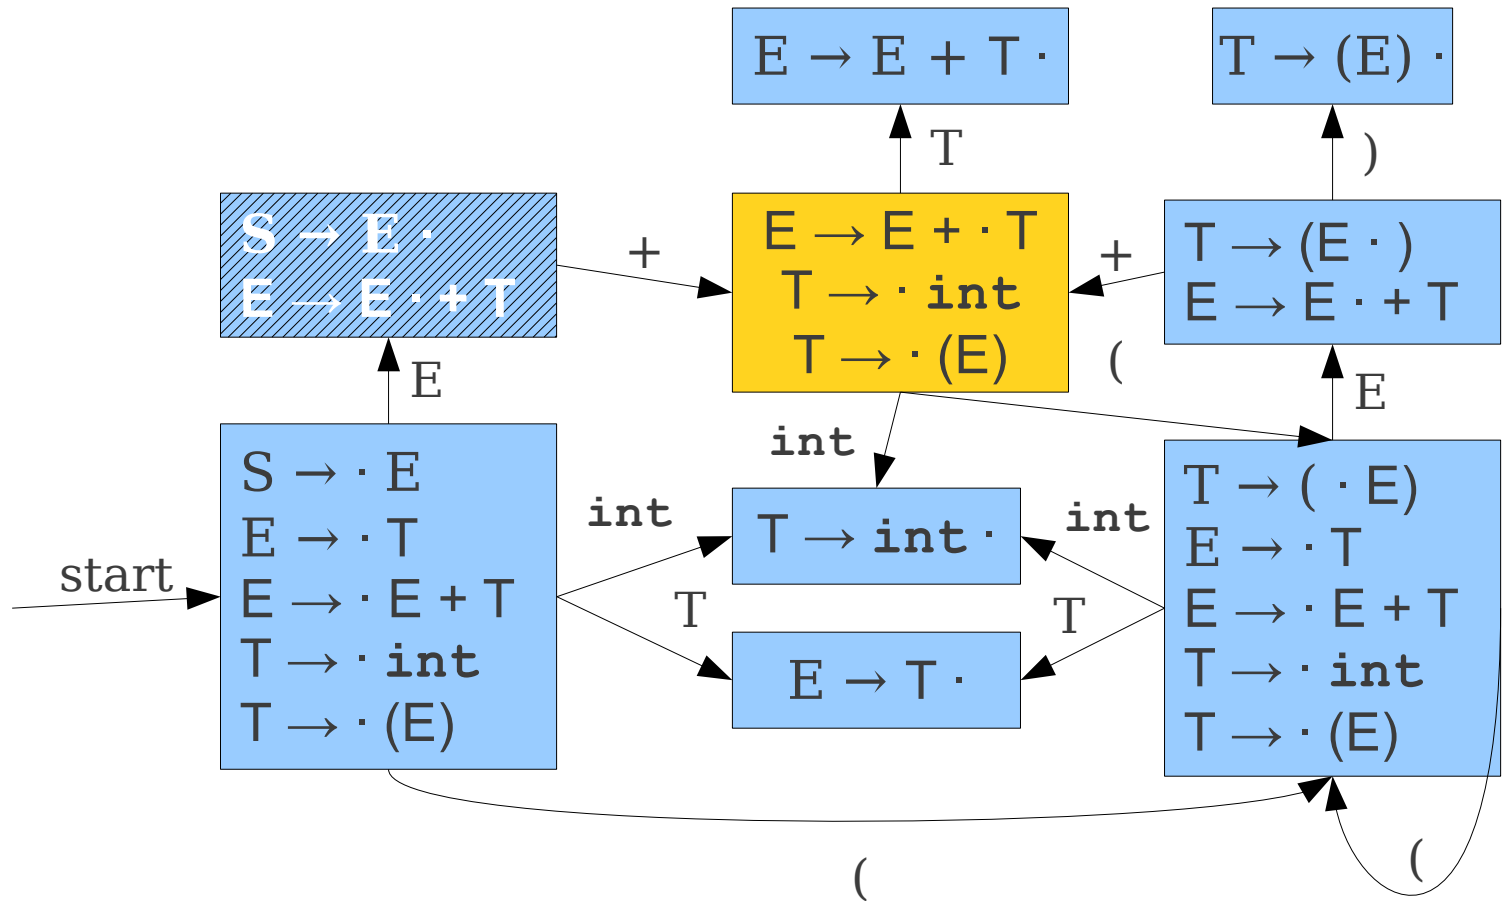 E → E + T ·
T → (E) ·
T
)
S → E ·
E → E · + T
+
E → E + · T
T → · int
T → · (E)
+
T → (E · )
E → E · + T
E
(
E
int
S → · E
E → · T
E → · E + T
T → · int
T → · (E)
start
int
T
T → int ·
E → T ·
int
T
T → ( · E)
E → · T
E → · E + T
T → · int
T → · (E)
(
(